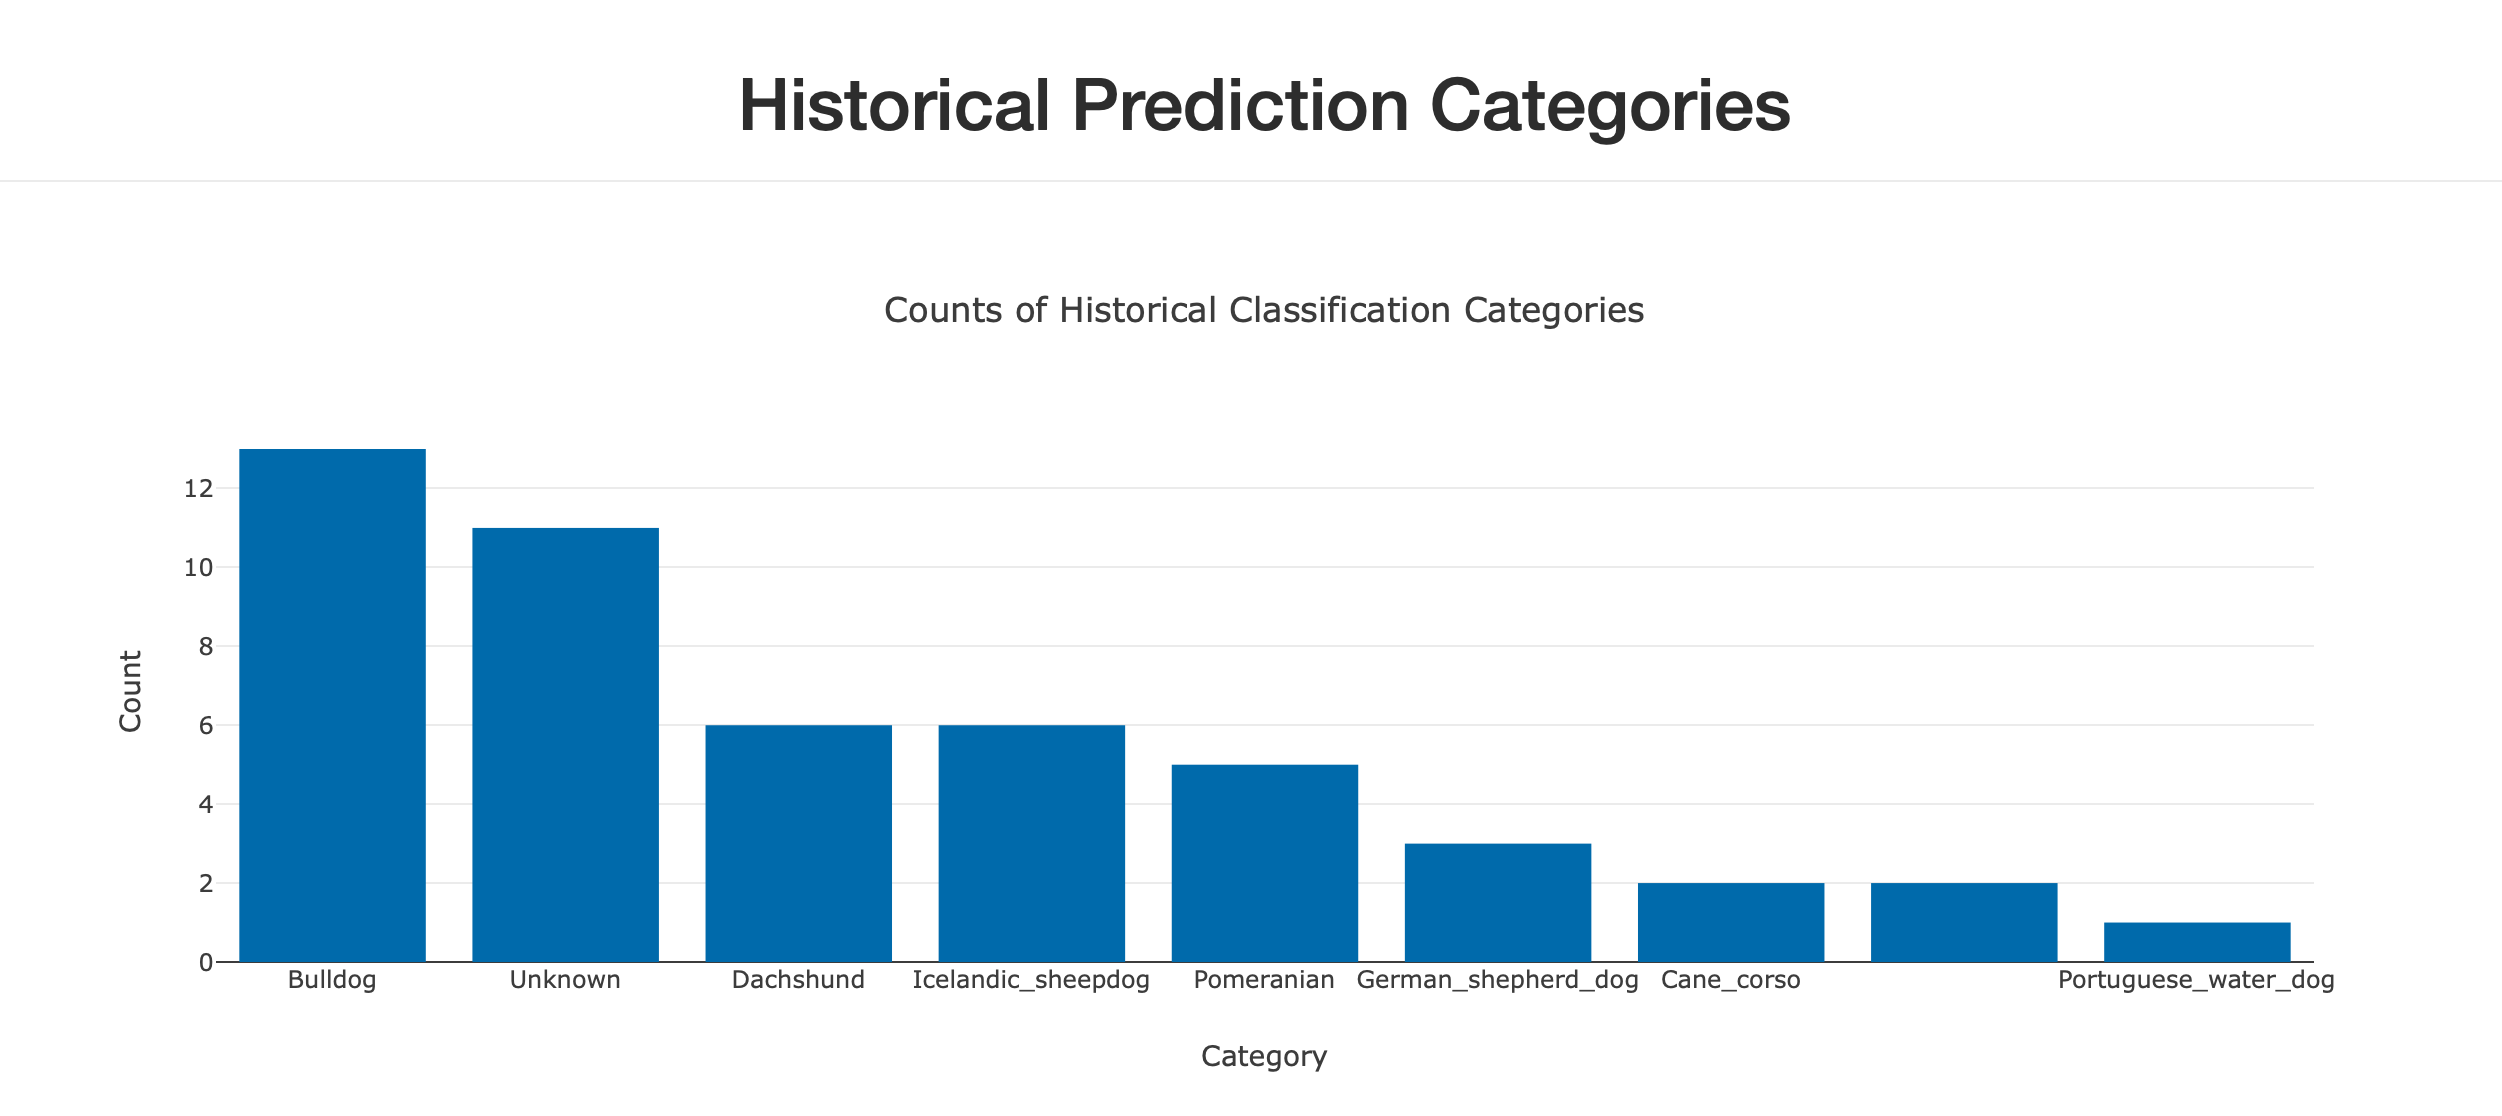 Historical Prediction Categories
Counts of Historical Classification Categories
12
10
8
6
4
2
0
Count
Bulldog
Unknown
Dachshund
Icelandic_sheepdog
Pomeranian
German_shepherd_dog
Cane_corso
Portuguese_water_dog
Category